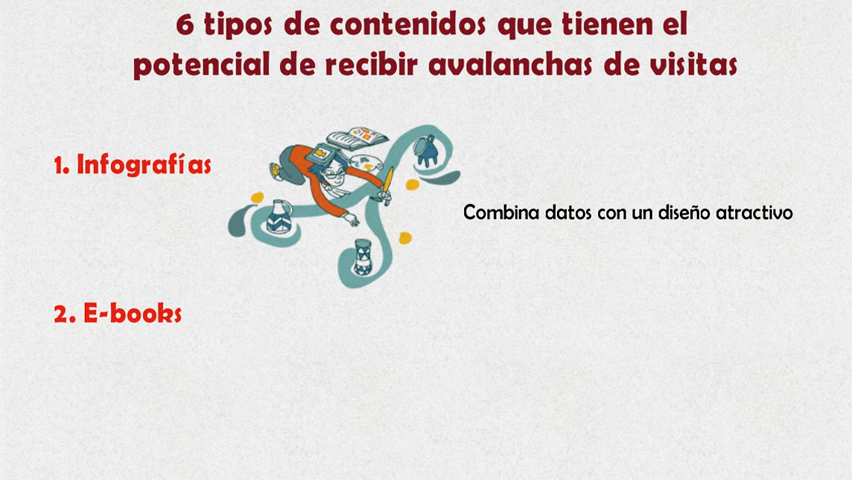 6 tipos de contenidos que tienen el
potencial de recibir avalanchas de visitas
1. Infografías
Combina datos con un diseño atractivo
2. E-books